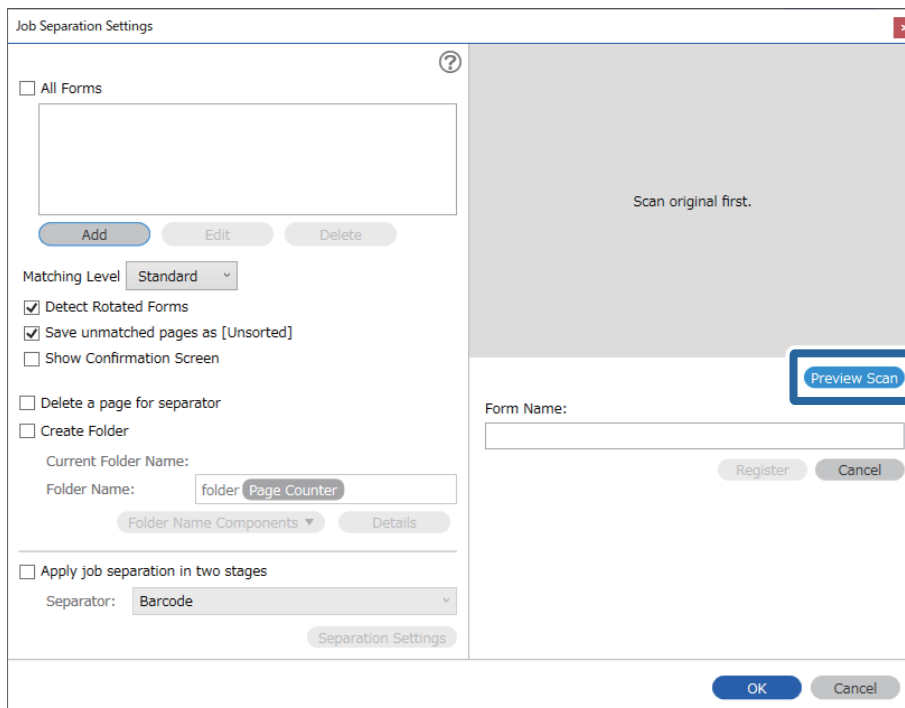 Job Separation Settings
All Forms
Add Edit Delete
Matching Level Standard
Detect Rotated Forms
Save unmatched pages as [Unsorted]
Show Confirmation Screen
Delete a page for separator
Create Folder
Current Folder Name:
Folder Name: folder Page Counter
Folder Name Components ▼ Details
Apply job separation in two stages
Separator: Barcode
Separation Settings
Scan original first.
Preview Scan
Form Name:
Register Cancel
OK Cancel